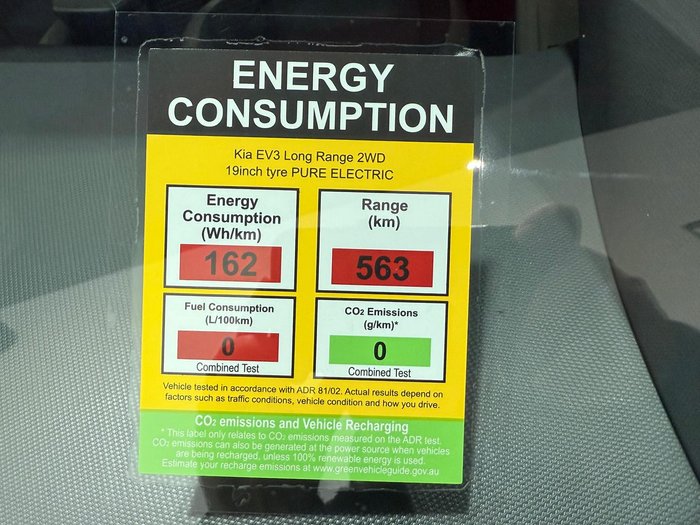 ENERGY
CONSUMPTION
Kia EV3 Long Range 2WD
19inch tyre PURE ELECTRIC
Energy
Consumption
(Wh/km)
162
Range
(km)
563
Fuel Consumption
(L/100km)
0
Combined Test
CO₂ Emissions
(g/km)*
0
Combined Test
Vehicle tested in accordance with ADR 81/02. Actual results depend on
factors such as traffic conditions, vehicle condition and how you drive.
CO₂ emissions and Vehicle Recharging
* This label only relates to CO₂ emissions measured on the ADR test.
CO₂ emissions can also be generated at the power source when vehicles
are being recharged, unless 100% renewable energy is used.
Estimate your recharge emissions at www.greenvehicleguide.gov.au